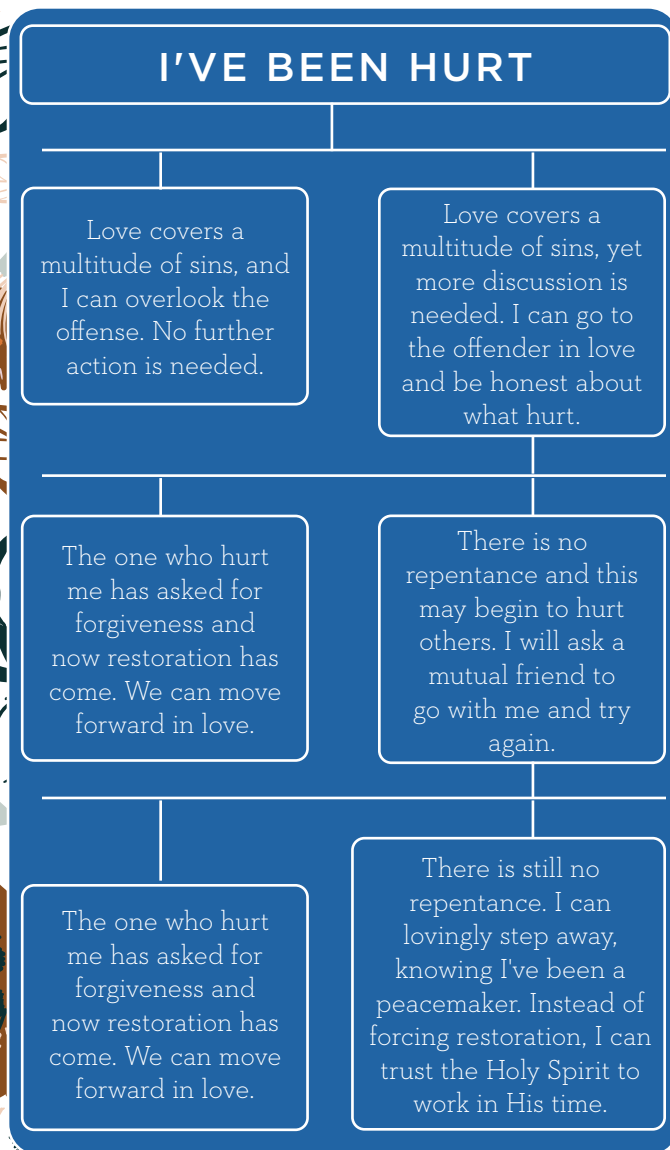 I'VE BEEN HURT
Love covers a
multitude of sins, and
I can overlook the
offense. No further
action is needed.
Love covers a
multitude of sins, yet
more discussion is
needed. I can go to
the offender in love
and be honest about
what hurt.
The one who hurt
me has asked for
forgiveness and
now restoration has
come. We can move
forward in love.
There is no
repentance and this
may begin to hurt
others. I will ask a
mutual friend to
go with me and try
again.
The one who hurt
me has asked for
forgiveness and
now restoration has
come. We can move
forward in love.
There is still no
repentance. I can
lovingly step away,
knowing I've been a
peacemaker. Instead of
forcing restoration, I can
trust the Holy Spirit to
work in His time.